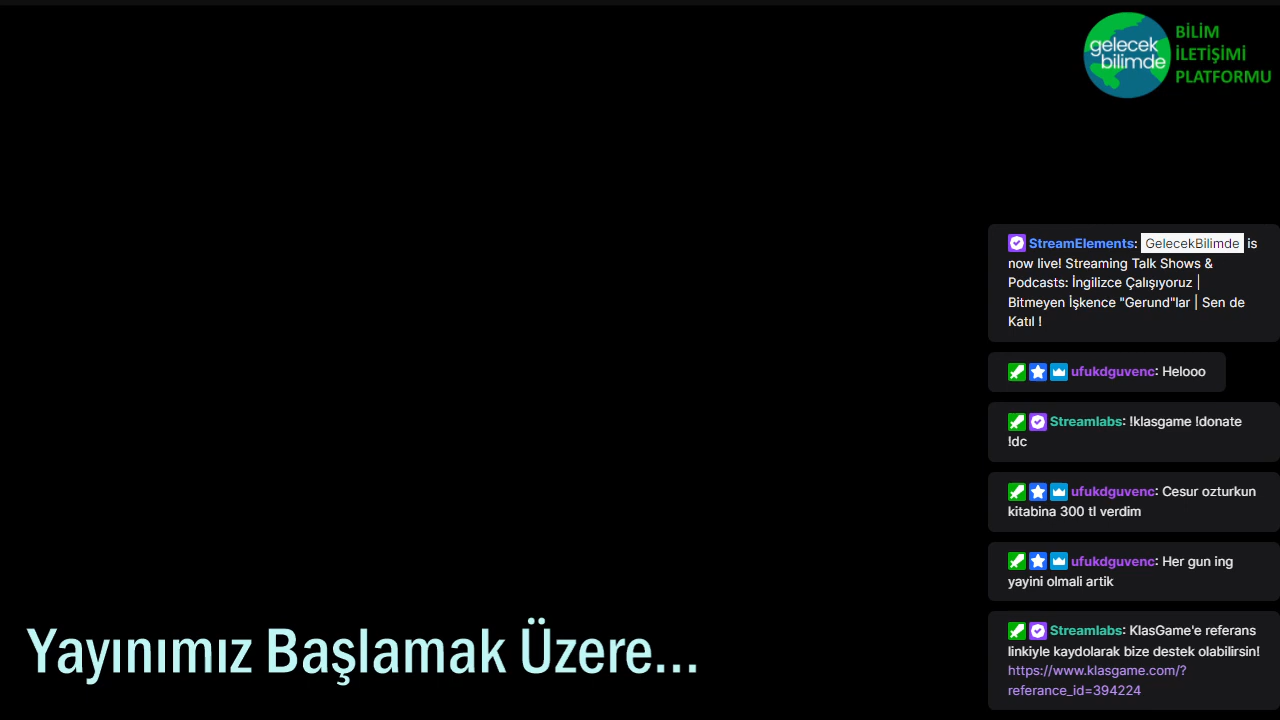 gelecek
bilimde
BİLİM
İLETİŞİMİ
PLATFORMU
StreamElements: GelecekBilimde is
now live! Streaming Talk Shows &
Podcasts: İngilizce Çalışıyoruz |
Bitmeyen İşkence "Gerund"lar | Sen de
Katıl !
ufukdguvenc: Helooo
Streamlabs: !klasgame !donate
!dc
ufukdguvenc: Cesur ozturkun
kitabina 300 tl verdim
ufukdguvenc: Her gun ing
yayini olmali artik
Streamlabs: KlasGame'e referans
linkiyle kaydolarak bize destek olabilirsin!
https://www.klasgame.com/?
referance_id=394224
Yayınımız Başlamak Üzere...